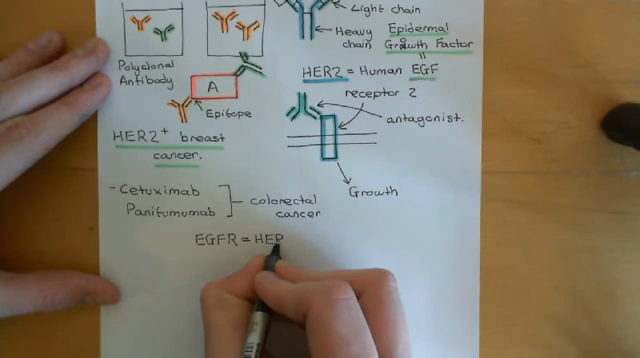 Light chain
Heavy
chain
Epidermal
Growth Factor
Polyclonal
Antibody
A
Epitope
HER2 = Human EGF
receptor 2
antagonist.
HER2+ breast
cancer.
Growth
- Cetuximab
Panitumumab
colorectal
cancer
EGFR = HER